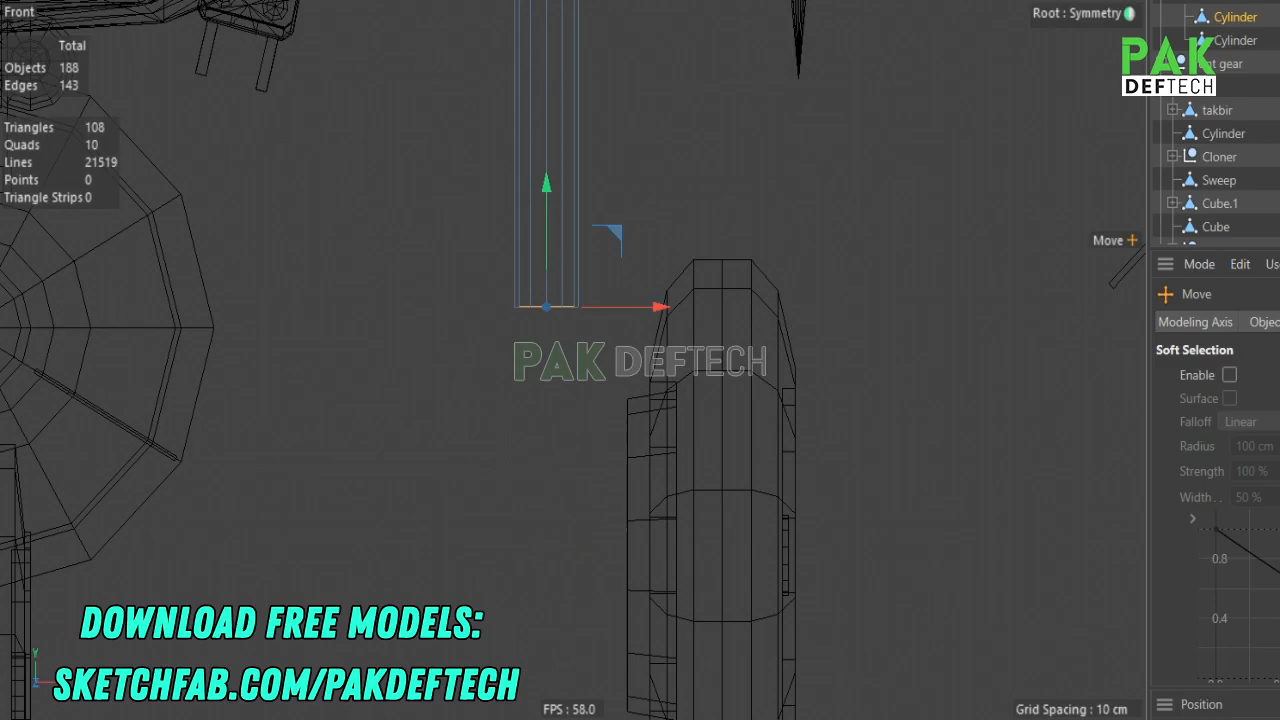 Front
Total
Objects 188
Edges 143
Triangles 108
Quads 10
Lines 21519
Points 0
Triangle Strips 0
Root : Symmetry
Move
PAK DEFTECH
DOWNLOAD FREE MODELS:
SKETCHFAB.COM/PAKDEFTECH
Y
FPS : 58.0
Grid Spacing : 10 cm
Cylinder
Cylinder
PAK
DEFTECH
gear
takbir
Cylinder
Cloner
Sweep
Cube.1
Cube
Mode Edit
Move
Modeling Axis
Soft Selection
Enable
Surface
Falloff Linear
Radius 100 cm
Strength 100 %
Width.. 50 %
0.8
0.4
Position